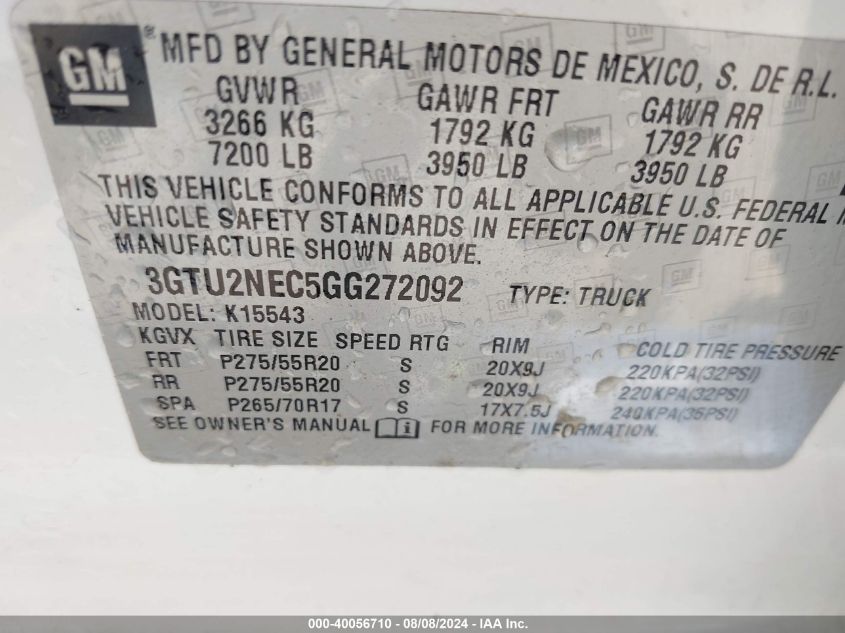 GM ® MFD BY GENERAL MOTORS DE MEXICO, S. DE R.L.
GVWR GAWR FRT GAWR RR
3266 KG 1792 KG 1792 KG
7200 LB 3950 LB 3950 LB
THIS VEHICLE CONFORMS TO ALL APPLICABLE U.S. FEDERAL
VEHICLE SAFETY STANDARDS IN EFFECT ON THE DATE OF
MANUFACTURE SHOWN ABOVE.
3GTU2NEC5GG272092 TYPE: TRUCK
MODEL: K15543
KGVX TIRE SIZE SPEED RTG RIM COLD TIRE PRESSURE
FRT P275/55R20 S 20X9J 220KPA(32PSI)
RR P275/55R20 S 20X9J 220KPA(32PSI)
SPA P265/70R17 S 17X7.5J 240KPA(35PSI)
SEE OWNER'S MANUAL i FOR MORE INFORMATION.
000-40056710 - 08/08/2024 - IAA Inc.